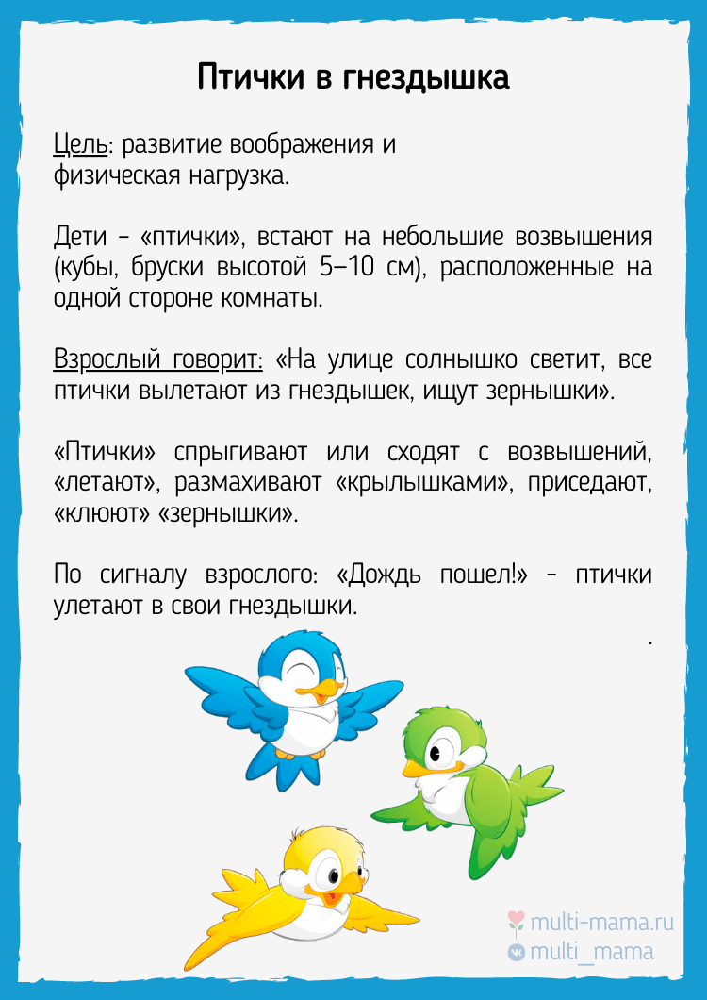 Птички в гнездышка
Цель: развитие воображения и
физическая нагрузка.
Дети – «птички», встают на небольшие возвышения
(кубы, бруски высотой 5–10 см), расположенные на
одной стороне комнаты.
Взрослый говорит: «На улице солнышко светит, все
птички вылетают из гнездышек, ищут зернышки».
«Птички» спрыгивают или сходят с возвышений,
«летают», размахивают «крылышками», приседают,
«клюют» «зернышки».
По сигналу взрослого: «Дождь пошел!» - птички
улетают в свои гнездышки.
.
multi-mama.ru
multi_mama